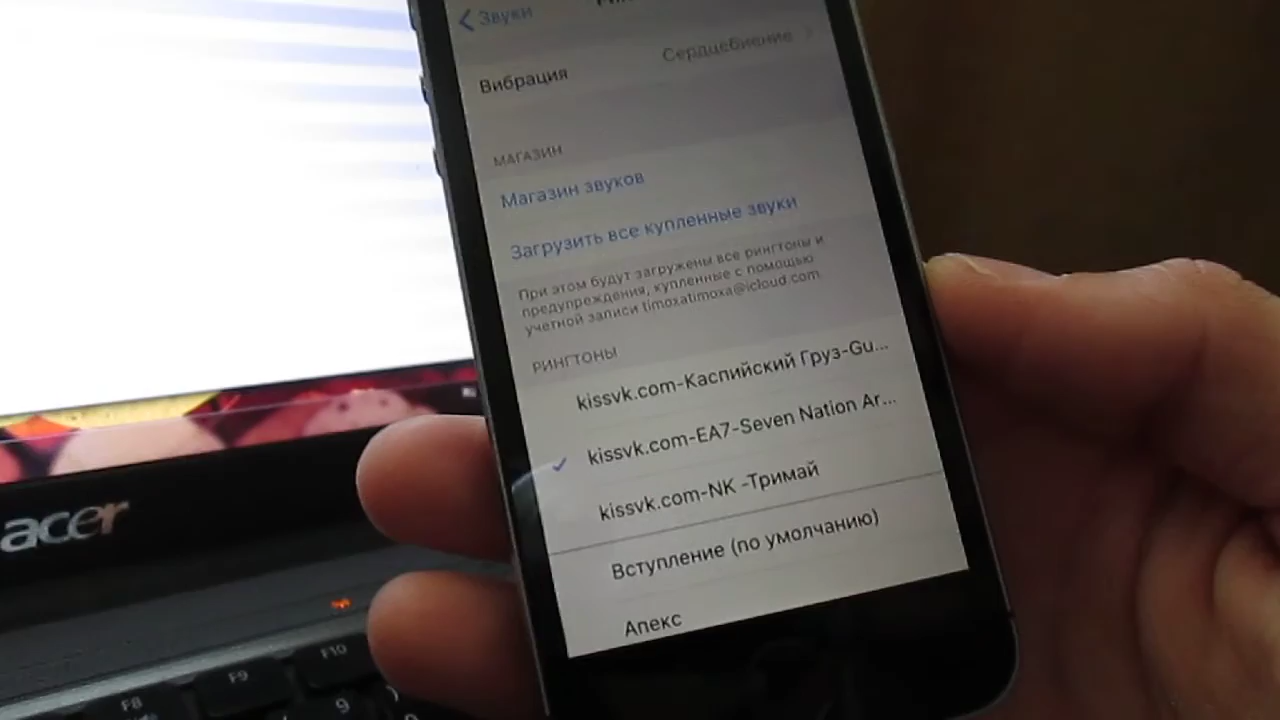 Звуки
Вибрация
Сердцебиение
МАГАЗИН
Магазин звуков
Загрузить все купленные звуки
При этом будут загружены все рингтоны и
предупреждения, купленные с помощью
учетной записи timoxatimoxa@icloud.com
РИНГТОНЫ
kissvk.com-Каспийский Груз-Gu...
kissvk.com-EA7-Seven Nation Ar...
kissvk.com-NK -Тримай
Вступление (по умолчанию)
Апекс
acer
F8
F9
F10
9